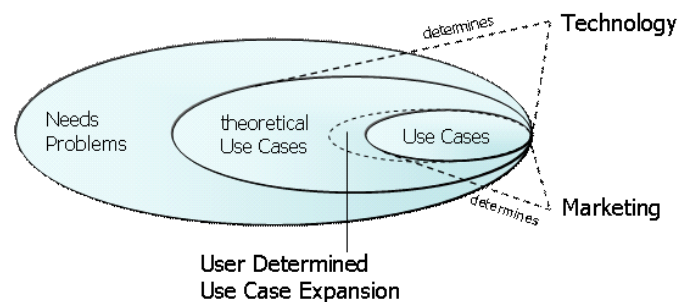 determines
Technology
Needs
Problems
theoretical
Use Cases
Use Cases
determines
Marketing
User Determined
Use Case Expansion